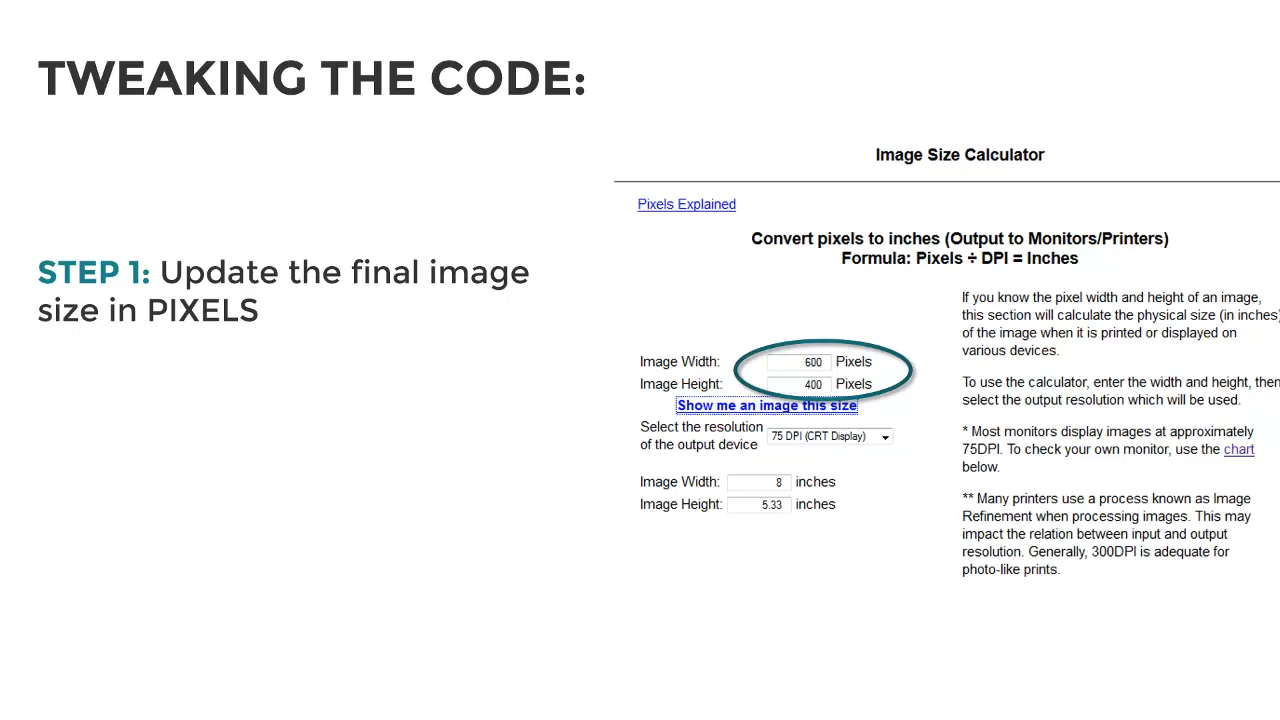 TWEAKING THE CODE:
STEP 1: Update the final image
size in PIXELS
Image Size Calculator
Pixels Explained
Convert pixels to inches (Output to Monitors/Printers)
Formula: Pixels ÷ DPI = Inches
Image Width: 600 Pixels
Image Height: 400 Pixels
Show me an image this size
Select the resolution
of the output device
75 DPI (CRT Display)
Image Width: 8 inches
Image Height: 5.33 inches
If you know the pixel width and height of an image,
this section will calculate the physical size (in inches)
of the image when it is printed or displayed on
various devices.
To use the calculator, enter the width and height, then
select the output resolution which will be used.
* Most monitors display images at approximately
75DPI. To check your own monitor, use the chart
below.
** Many printers use a process known as Image
Refinement when processing images. This may
impact the relation between input and output
resolution. Generally, 300DPI is adequate for
photo-like prints.